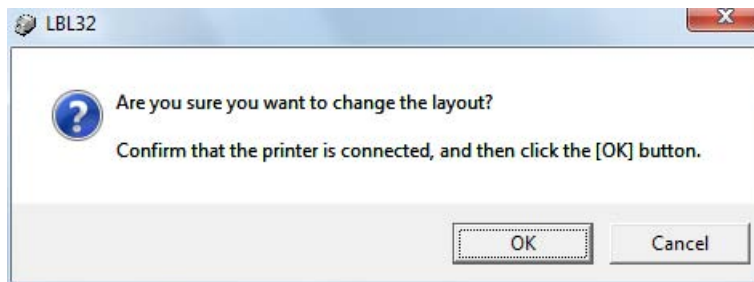 LBL32
Are you sure you want to change the layout?
Confirm that the printer is connected, and then click the [OK] button.
OK
Cancel